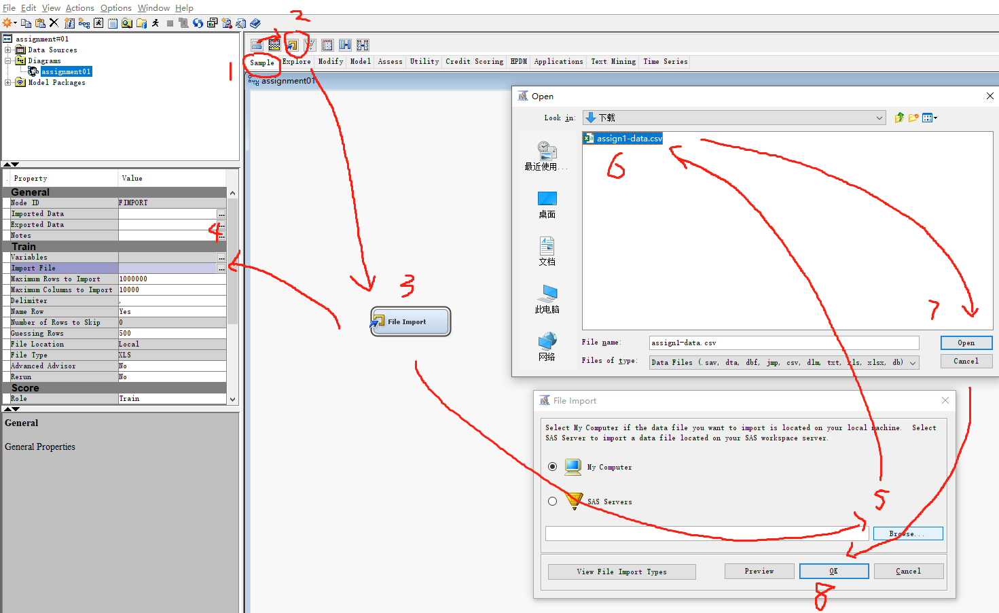 File Edit View Actions Options Window Help
2
assignment#01
Data Sources
Diagrams
assignment01
Model Packages
1
Sample Explore Modify Model Assess Utility Credit Scoring HPDM Applications Text Mining Time Series
assignment01
Open
Look in: 下载
assign1-data.csv
6
最近使用...
桌面
文档
此电脑
网络
7
File name: assign1-data.csv Open
Files of type: Data Files (.sav, dta, dbf, jmp, csv, dlm, txt, xls, xlsx, db) Cancel
. Property Value
General
Node ID FIMPORT
Imported Data ...
Exported Data ...
Notes ...
4
Train
Variables ...
Import File ...
Maximum Rows to Import 1000000
Maximum Columns to Import 10000
Delimiter ,
Name Row Yes
Number of Rows to Skip 0
Guessing Rows 500
File Location Local
File Type XLS
Advanced Advisor No
Rerun No
Score
Role Train
General
General Properties
3
File Import
File Import
Select My Computer if the data file you want to import is located on your local machine. Select
SAS Server to import a data file located on your SAS workspace server.
My Computer
SAS Servers
5
Browse...
View File Import Types Preview OK Cancel
8